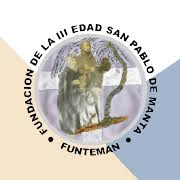 FUNDACION DE LA III EDAD SAN PABLO DE MANTA
• FUNTEMAN •